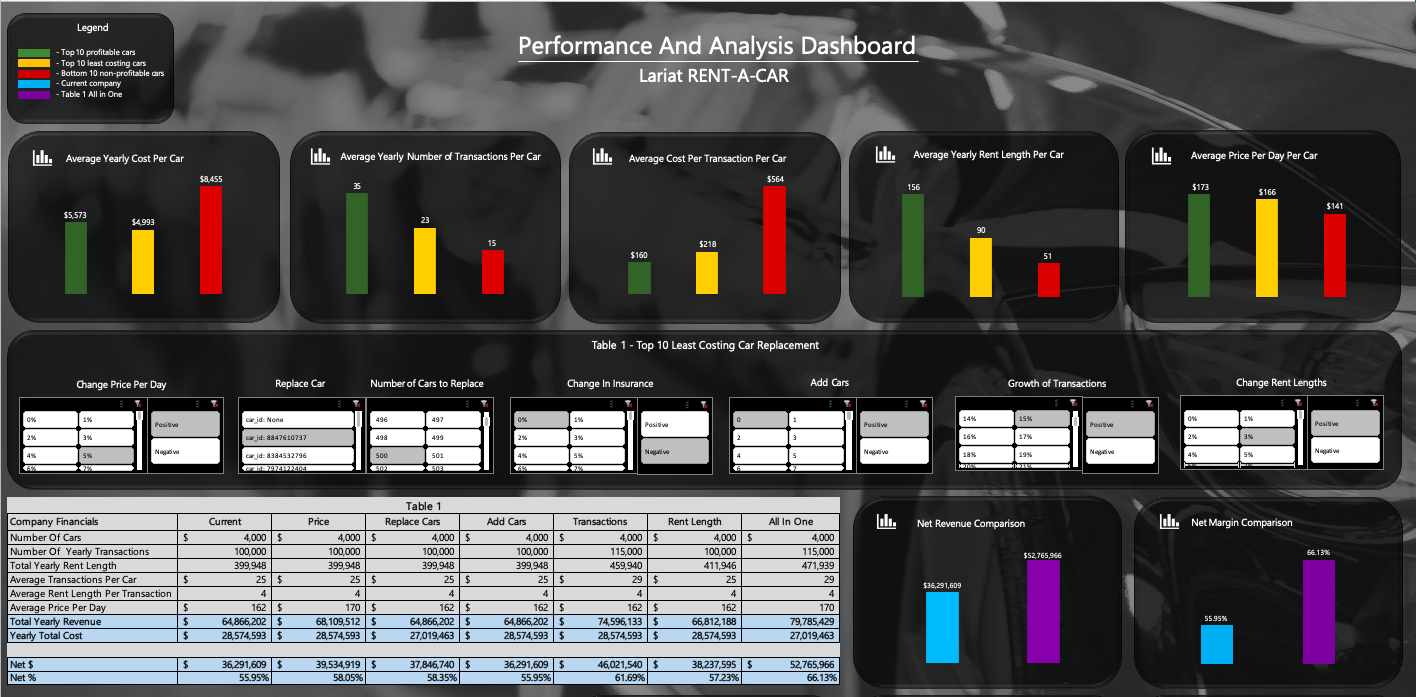 Legend
- Top 10 profitable cars
- Top 10 least costing cars
- Bottom 10 non-profitable cars
- Current company
- Table 1 All in One
Performance And Analysis Dashboard
Lariat RENT-A-CAR
Average Yearly Cost Per Car
$5,573 $4,993 $8,455
Average Yearly Number of Transactions Per Car
35 23 15
Average Cost Per Transaction Per Car
$160 $218 $564
Average Yearly Rent Length Per Car
156 90 51
Average Price Per Day Per Car
$173 $166 $141
Table 1 - Top 10 Least Costing Car Replacement
Change Price Per Day
0% 1%
2% 3%
4% 5%
6% 7%
Positive
Negative
Replace Car
car_id: None
car_id: 8847610737
car_id: 8384532796
car_id: 7974122404
Number of Cars to Replace
496 497
498 499
500 501
502 503
Change In Insurance
0% 1%
2% 3%
4% 5%
6% 7%
Positive
Negative
Add Cars
0 1
2 3
4 5
6 7
Positive
Negative
Growth of Transactions
14% 15%
16% 17%
18% 19%
20% 21%
Positive
Negative
Change Rent Lengths
0% 1%
2% 3%
4% 5%
Positive
Negative
Table 1
Company Financials Current Price Replace Cars Add Cars Transactions Rent Length All In One
Number Of Cars $ 4,000 $ 4,000 $ 4,000 $ 4,000 $ 4,000 $ 4,000 $ 4,000
Number Of Yearly Transactions 100,000 100,000 100,000 100,000 115,000 100,000 115,000
Total Yearly Rent Length 399,948 399,948 399,948 399,948 459,940 411,946 471,939
Average Transactions Per Car $ 25 $ 25 $ 25 $ 25 $ 29 $ 25 $ 29
Average Rent Length Per Transaction 4 4 4 4 4 4 4
Average Price Per Day $ 162 $ 170 $ 162 $ 162 $ 162 $ 162 $ 170
Total Yearly Revenue $ 64,866,202 $ 68,109,512 $ 64,866,202 $ 64,866,202 $ 74,596,133 $ 66,812,188 79,785,429
Yearly Total Cost $ 28,574,593 $ 28,574,593 $ 27,019,463 $ 28,574,593 $ 28,574,593 $ 28,574,593 $ 27,019,463
Net $ $ 36,291,609 $ 39,534,919 $ 37,846,740 $ 36,291,609 $ 46,021,540 $ 38,237,595 $ 52,765,966
Net % 55.95% 58.05% 58.35% 55.95% 61.69% 57.23% 66.13%
Net Revenue Comparison
$36,291,609 $52,765,966
Net Margin Comparison
55.95% 66.13%